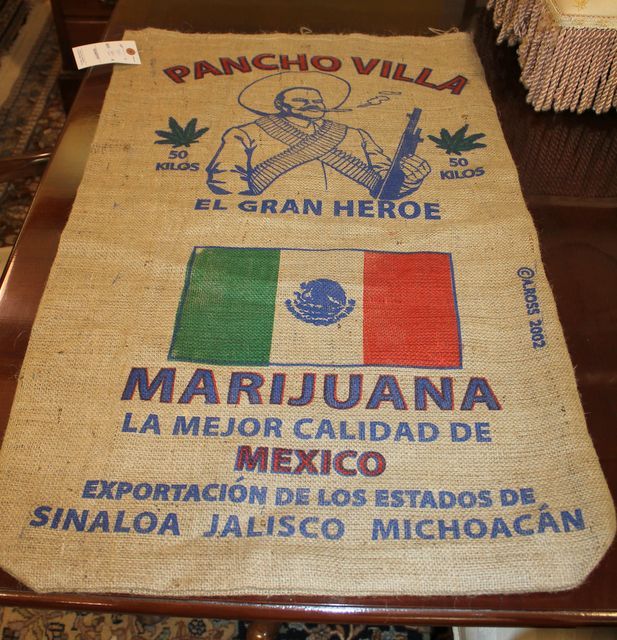 PANCHO VILLA
50
KILOS
50
KILOS
EL GRAN HEROE
©A.ROSS 2002
MARIJUANA
LA MEJOR CALIDAD DE
MEXICO
EXPORTACIÓN DE LOS ESTADOS DE
SINALOA JALISCO MICHOACÁN